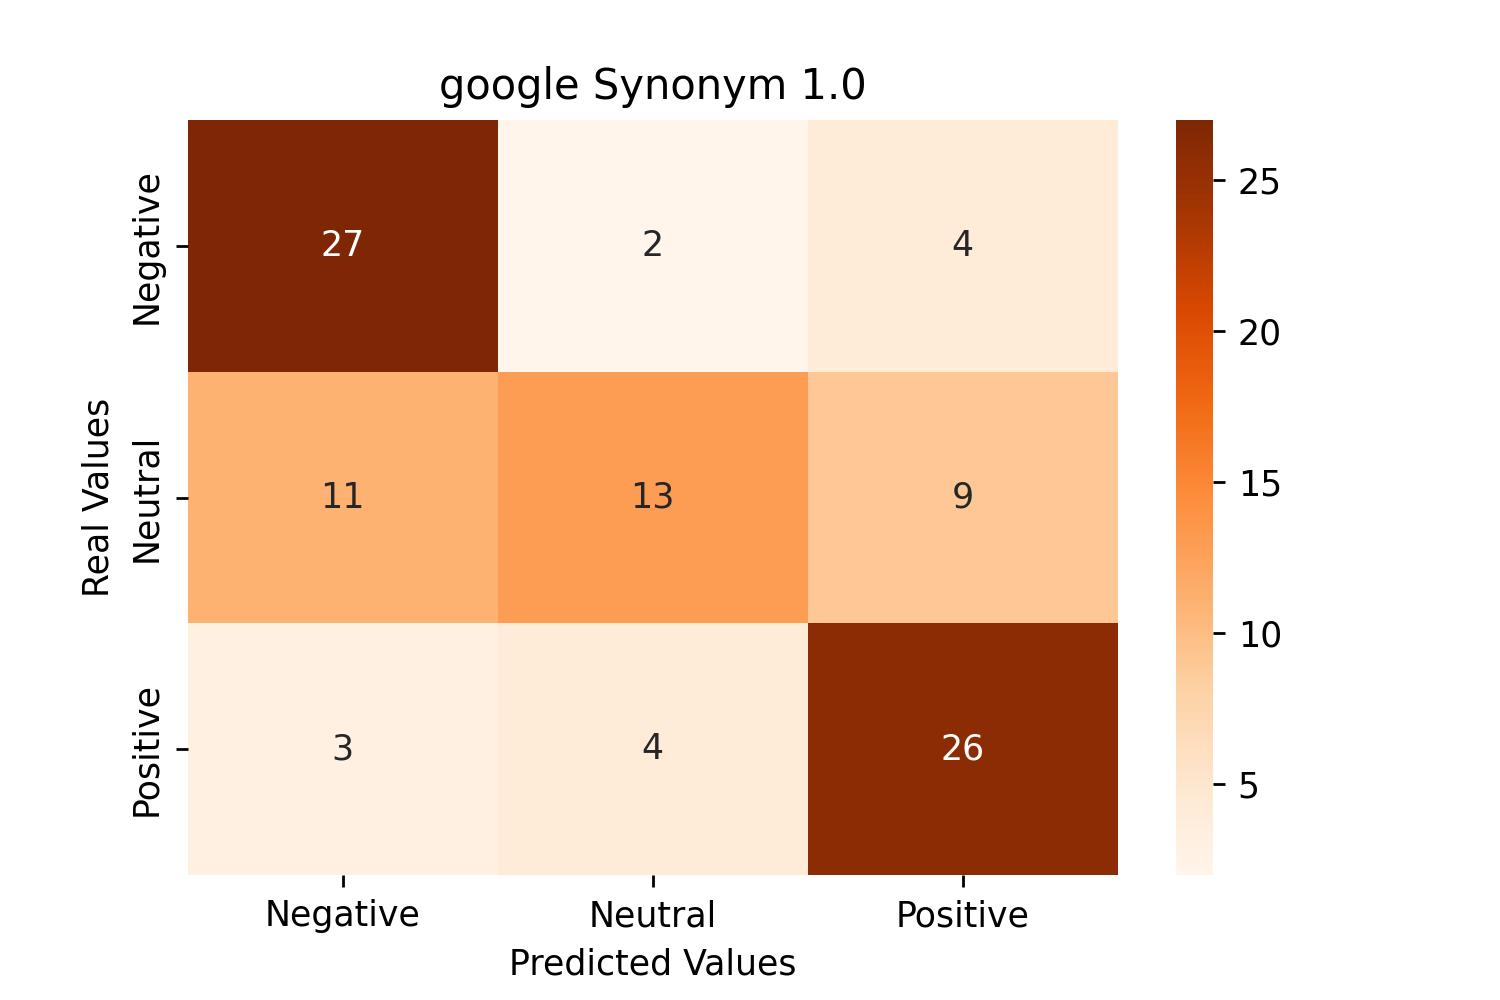 google Synonym 1.0
Real Values
Negative
27 2 4
Neutral
11 13 9
Positive
3 4 26
Negative Neutral Positive
Predicted Values
25
20
15
10
5